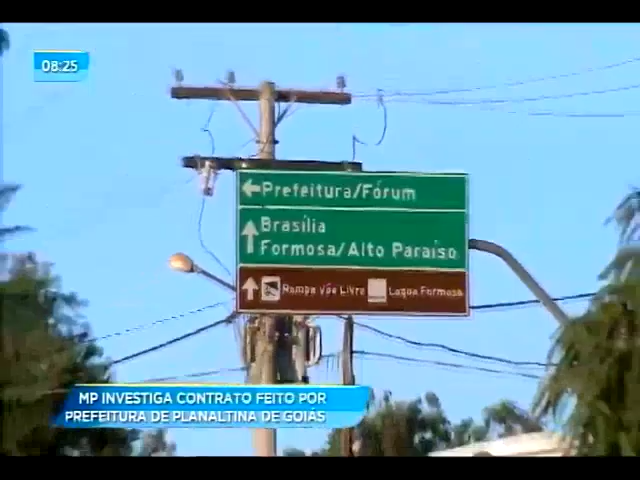 08:25
Prefeitura/Fórum
Brasília
Formosa/Alto Paraíso
Rampa Vôo Livre Lagoa Formosa
MP INVESTIGA CONTRATO FEITO POR
PREFEITURA DE PLANALTINA DE GOIÁS